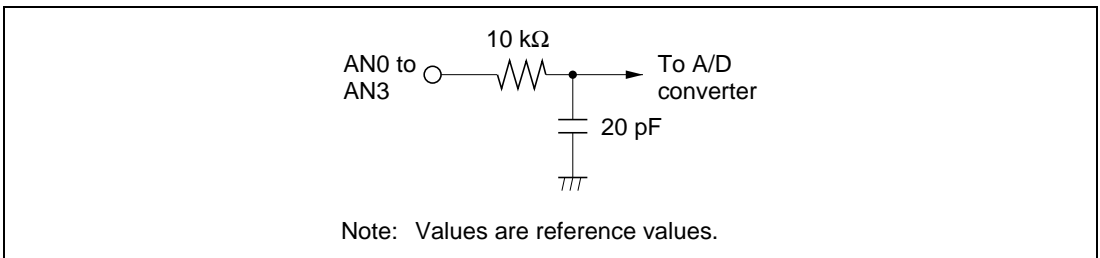 10 kΩ
AN0 to
AN3
To A/D
converter
20 pF
Note: Values are reference values.